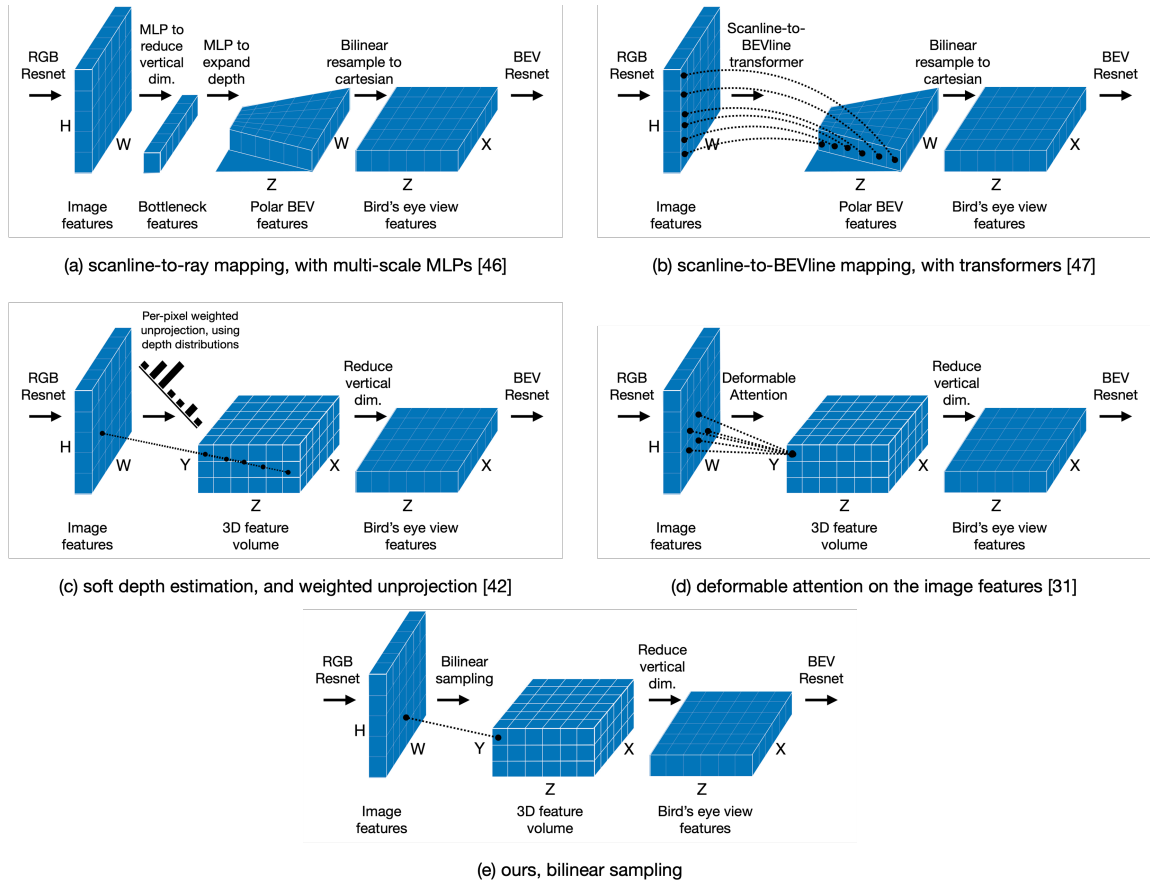 RGB
Resnet
MLP to
reduce
vertical
dim.
MLP to
expand
depth
Bilinear
resample to
cartesian
BEV
Resnet
H
W
W
X
Z
Z
Image
features
Bottleneck
features
Polar BEV
features
Bird's eye view
features
(a) scanline-to-ray mapping, with multi-scale MLPs [46]
RGB
Resnet
Scanline-to-
BEVline
transformer
Bilinear
resample to
cartesian
BEV
Resnet
H
W
W
X
Z
Z
Image
features
Polar BEV
features
Bird's eye view
features
(b) scanline-to-BEVline mapping, with transformers [47]
Per-pixel weighted
unprojection, using
depth distributions
RGB
Resnet
Reduce
vertical
dim.
BEV
Resnet
H
W
Y
X
X
Z
Z
Image
features
3D feature
volume
Bird's eye view
features
(c) soft depth estimation, and weighted unprojection [42]
RGB
Resnet
Deformable
Attention
Reduce
vertical
dim.
BEV
Resnet
H
W
Y
X
X
Z
Z
Image
features
3D feature
volume
Bird's eye view
features
(d) deformable attention on the image features [31]
RGB
Resnet
Bilinear
sampling
Reduce
vertical
dim.
BEV
Resnet
H
W
Y
X
X
Z
Z
Image
features
3D feature
volume
Bird's eye view
features
(e) ours, bilinear sampling